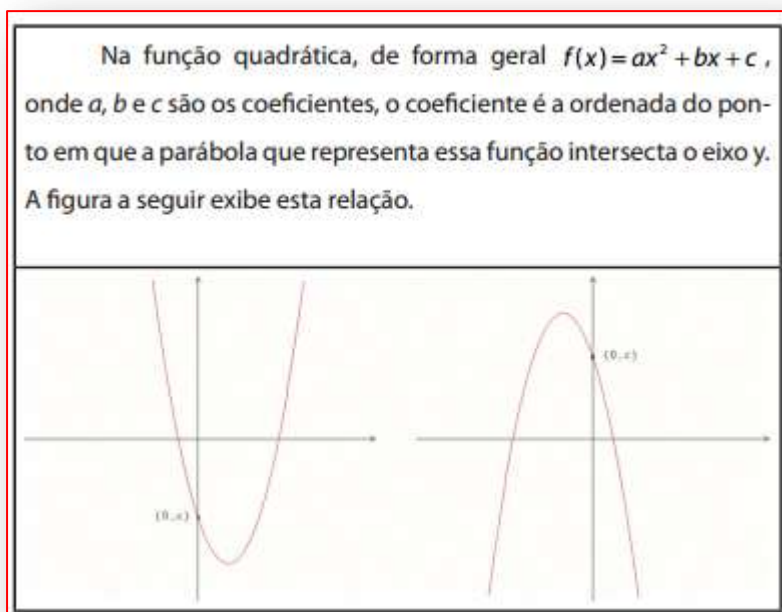 Na função quadrática, de forma geral f(x) = ax² + bx + c ,
onde a, b e c são os coeficientes, o coeficiente é a ordenada do pon-
to em que a parábola que representa essa função intersecta o eixo y.
A figura a seguir exibe esta relação.
(0,c)
(0,c)